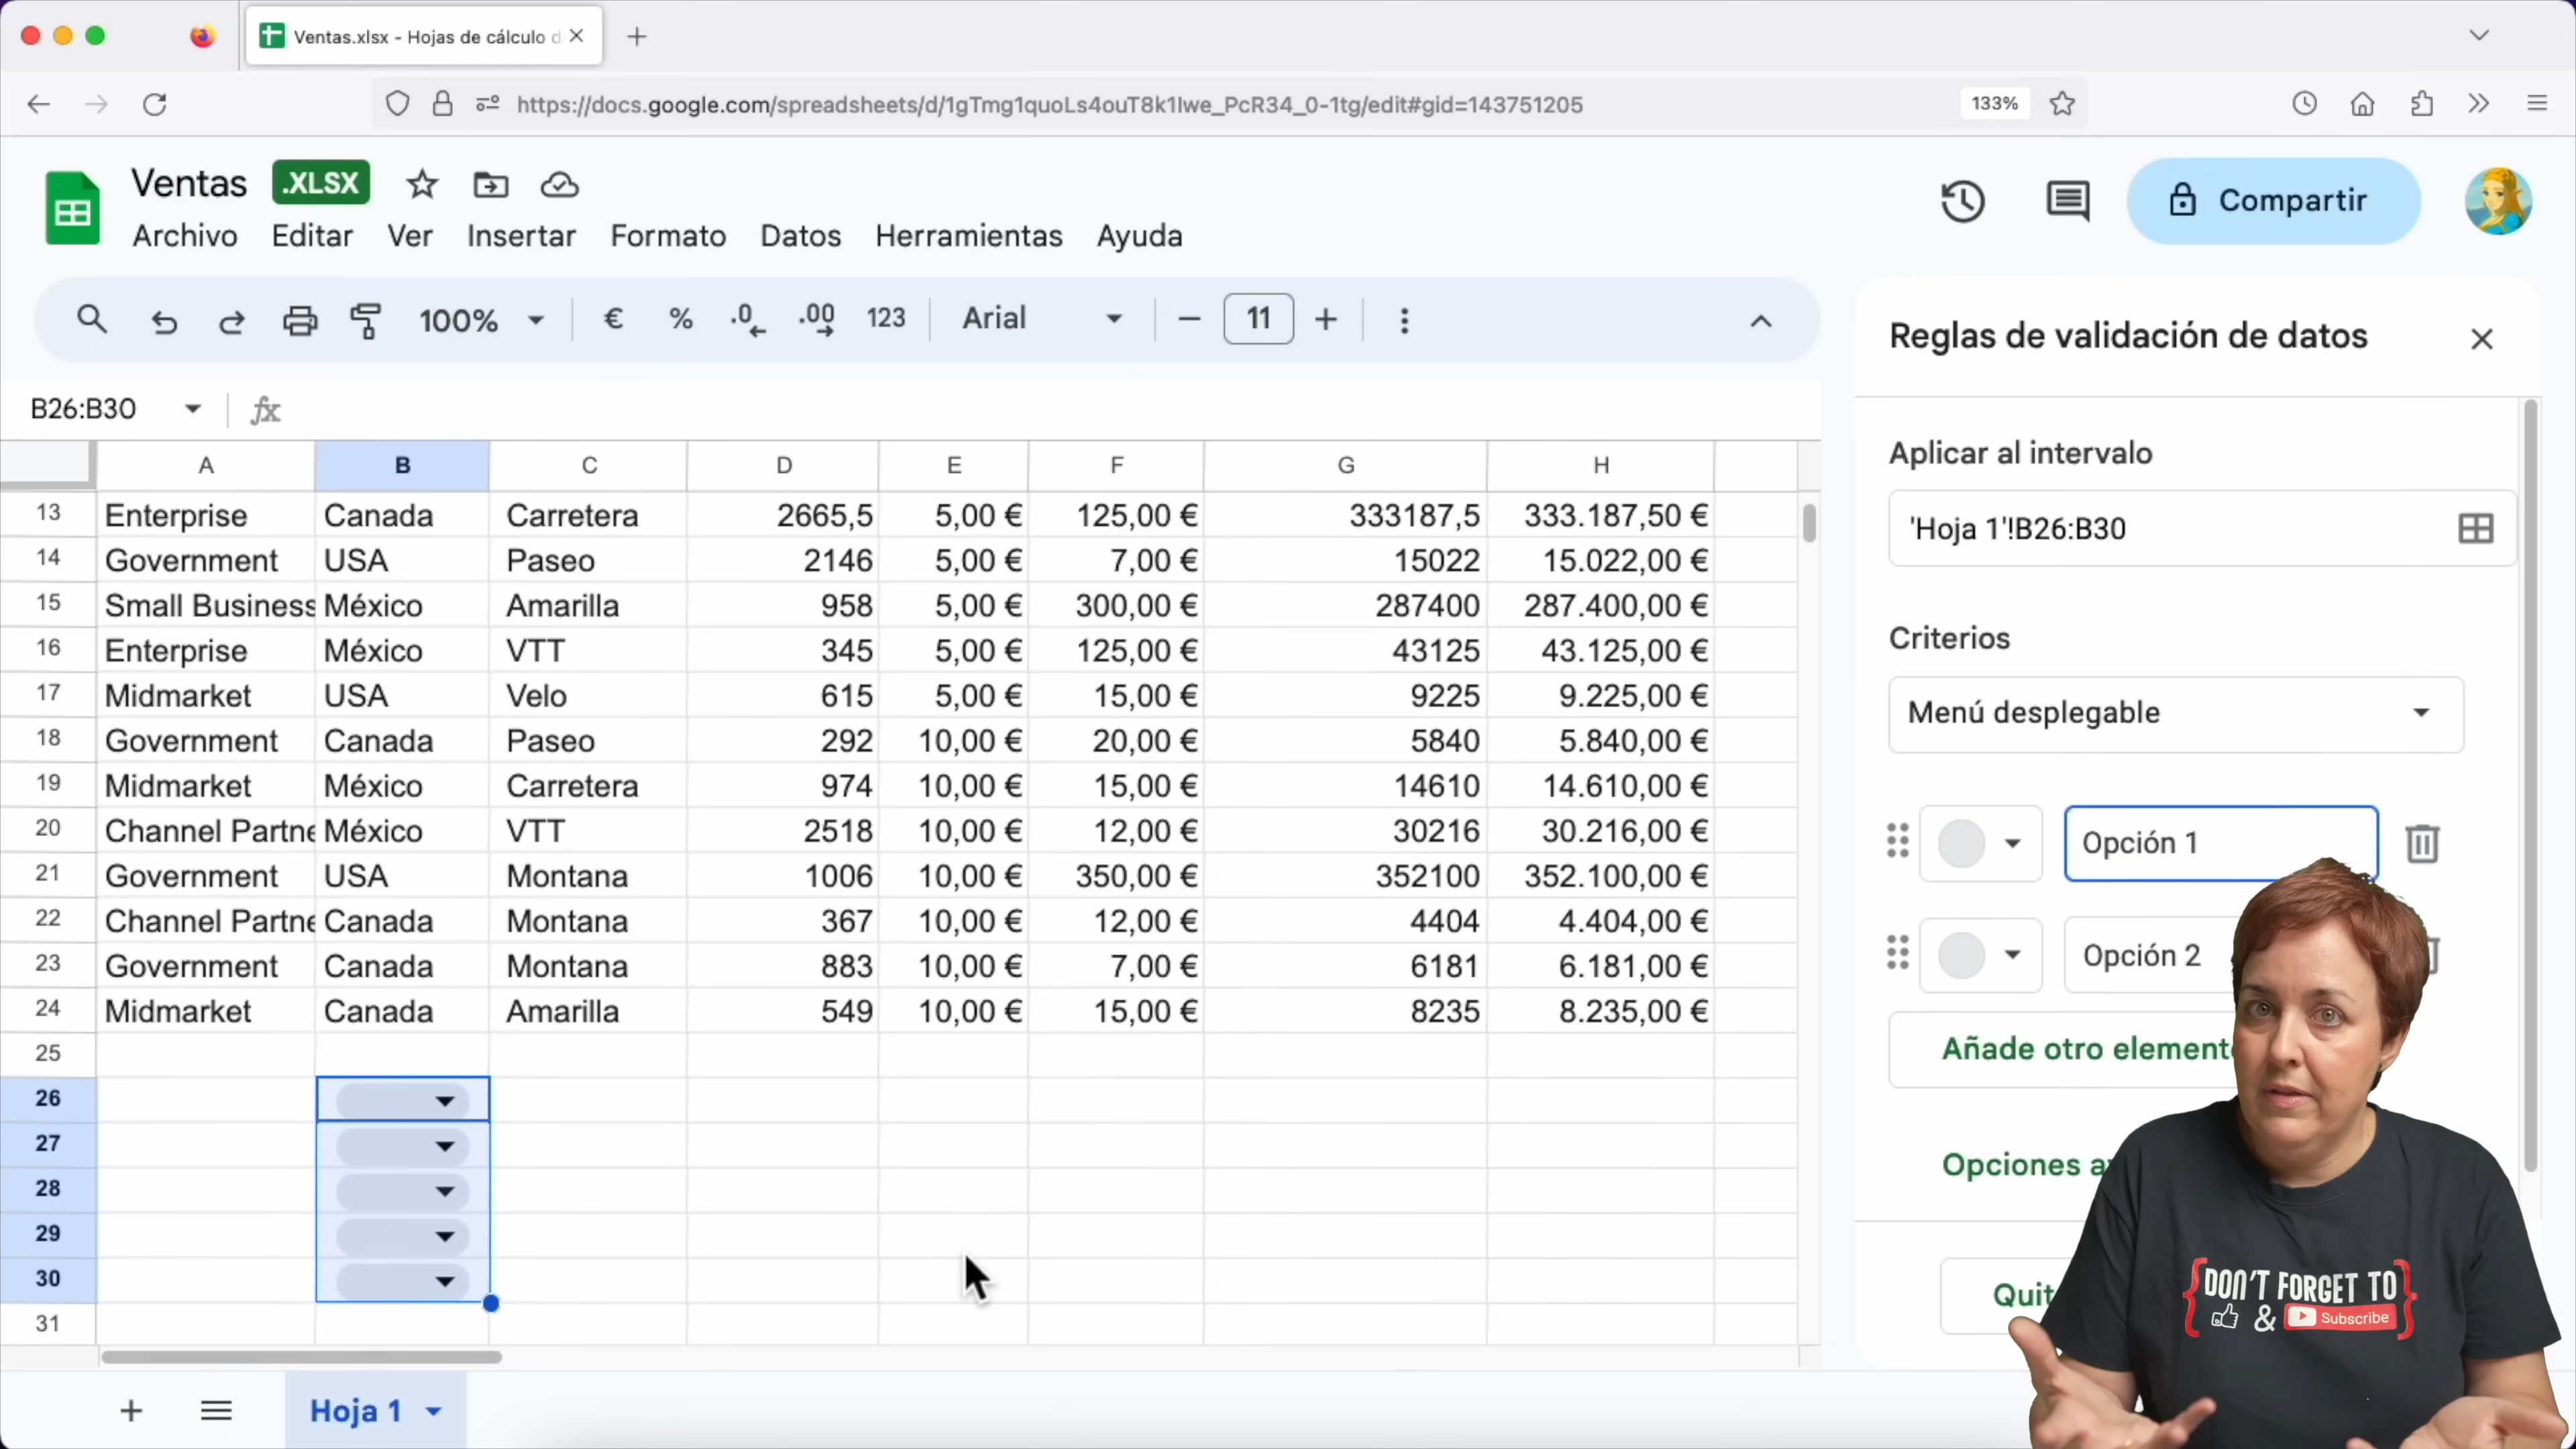 Ventas.xlsx - Hojas de cálculo d
https://docs.google.com/spreadsheets/d/1gTmg1quoLs4ouT8k1Iwe_PcR34_0-1tg/edit#gid=143751205
133%
Ventas .XLSX
Compartir
Archivo Editar Ver Insertar Formato Datos Herramientas Ayuda
100% € % .0 .00 123 Arial 11
B26:B30 fx
A B C D E F G H
13 Enterprise Canada Carretera 2665,5 5,00 € 125,00 € 333187,5 333.187,50 €
14 Government USA Paseo 2146 5,00 € 7,00 € 15022 15.022,00 €
15 Small Business México Amarilla 958 5,00 € 300,00 € 287400 287.400,00 €
16 Enterprise México VTT 345 5,00 € 125,00 € 43125 43.125,00 €
17 Midmarket USA Velo 615 5,00 € 15,00 € 9225 9.225,00 €
18 Government Canada Paseo 292 10,00 € 20,00 € 5840 5.840,00 €
19 Midmarket México Carretera 974 10,00 € 15,00 € 14610 14.610,00 €
20 Channel Partne México VTT 2518 10,00 € 12,00 € 30216 30.216,00 €
21 Government USA Montana 1006 10,00 € 350,00 € 352100 352.100,00 €
22 Channel Partne Canada Montana 367 10,00 € 12,00 € 4404 4.404,00 €
23 Government Canada Montana 883 10,00 € 7,00 € 6181 6.181,00 €
24 Midmarket Canada Amarilla 549 10,00 € 15,00 € 8235 8.235,00 €
25
26
27
28
29
30
31
Hoja 1
Reglas de validación de datos
Aplicar al intervalo
'Hoja 1'!B26:B30
Criterios
Menú desplegable
Opción 1
Opción 2
Añade otro element
Opciones a
Quit
DON'T FORGET TO
& Subscribe